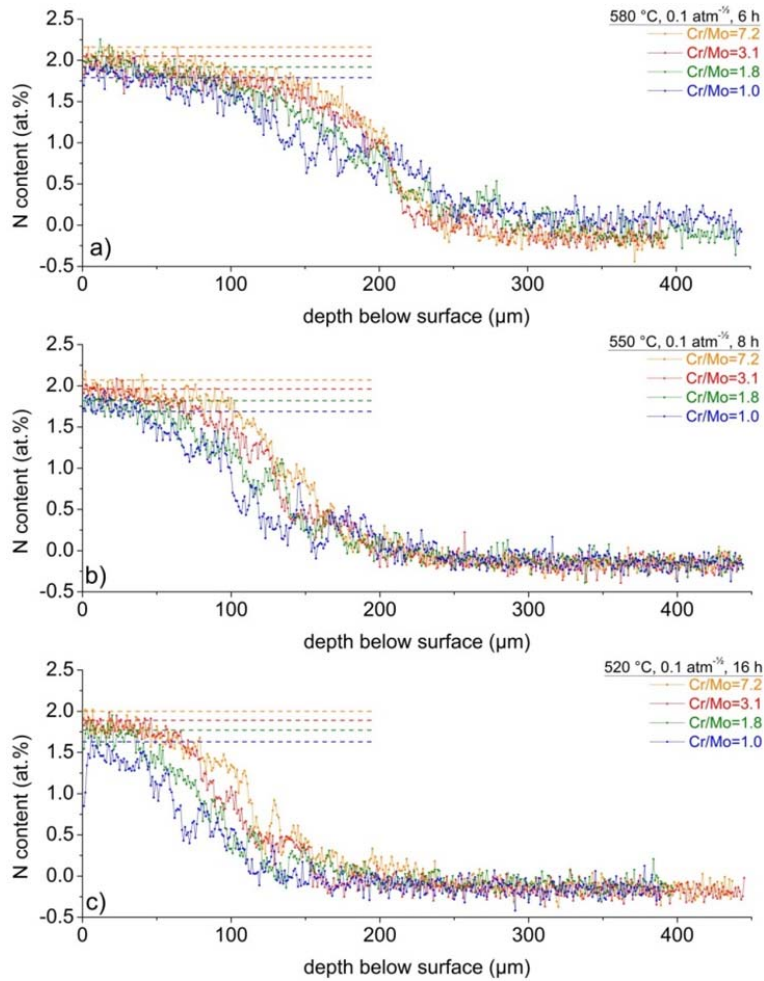 580 °C, 0.1 atm⁻½, 6 h
Cr/Mo=7.2
Cr/Mo=3.1
Cr/Mo=1.8
Cr/Mo=1.0
N content (at.%)
2.5
2.0
1.5
1.0
0.5
0.0
-0.5
a)
0 100 200 300 400
depth below surface (µm)
550 °C, 0.1 atm⁻½, 8 h
Cr/Mo=7.2
Cr/Mo=3.1
Cr/Mo=1.8
Cr/Mo=1.0
N content (at.%)
2.5
2.0
1.5
1.0
0.5
0.0
-0.5
b)
0 100 200 300 400
depth below surface (µm)
520 °C, 0.1 atm⁻½, 16 h
Cr/Mo=7.2
Cr/Mo=3.1
Cr/Mo=1.8
Cr/Mo=1.0
N content (at.%)
2.5
2.0
1.5
1.0
0.5
0.0
-0.5
c)
0 100 200 300 400
depth below surface (µm)